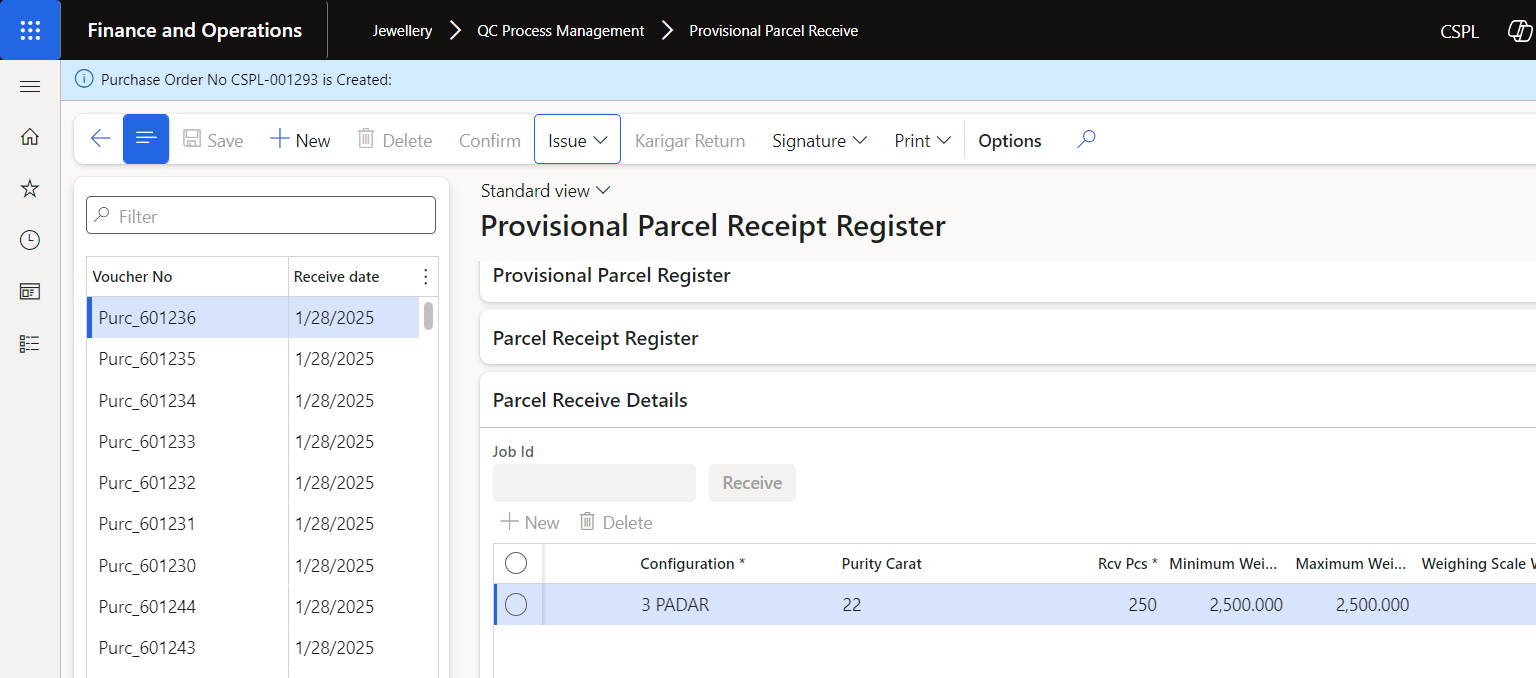 Finance and Operations Jewellery QC Process Management Provisional Parcel Receive CSPL
Purchase Order No CSPL-001293 is Created:
Save New Delete Confirm Issue Karigar Return Signature Print Options
Filter
Voucher No Receive date
Purc_601236 1/28/2025
Purc_601235 1/28/2025
Purc_601234 1/28/2025
Purc_601233 1/28/2025
Purc_601232 1/28/2025
Purc_601231 1/28/2025
Purc_601230 1/28/2025
Purc_601244 1/28/2025
Purc_601243 1/28/2025
Standard view
Provisional Parcel Receipt Register
Provisional Parcel Register
Parcel Receipt Register
Parcel Receive Details
Job Id
Receive
New Delete
Configuration * Purity Carat Rcv Pcs * Minimum Wei... Maximum Wei... Weighing Scale W
3 PADAR 22 250 2,500.000 2,500.000